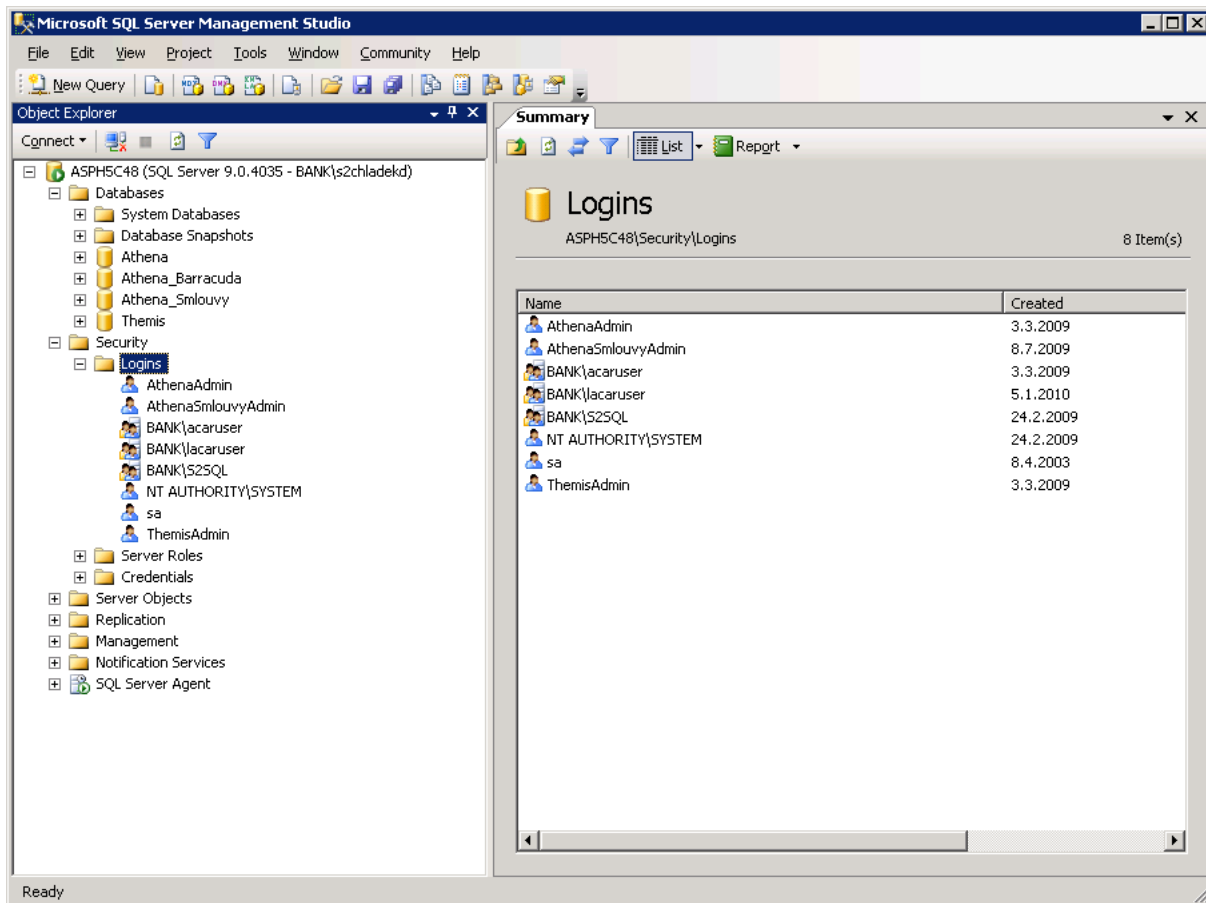 Microsoft SQL Server Management Studio
File Edit View Project Tools Window Community Help
New Query
Object Explorer
Connect
ASPH5C48 (SQL Server 9.0.4035 - BANK\s2chladekd)
Databases
System Databases
Database Snapshots
Athena
Athena_Barracuda
Athena_Smlouvy
Themis
Security
Logins
AthenaAdmin
AthenaSmlouvyAdmin
BANK\acaruser
BANK\lacaruser
BANK\S2SQL
NT AUTHORITY\SYSTEM
sa
ThemisAdmin
Server Roles
Credentials
Server Objects
Replication
Management
Notification Services
SQL Server Agent
Summary
List Report
Logins
ASPH5C48\Security\Logins 8 Item(s)
Name Created
AthenaAdmin 3.3.2009
AthenaSmlouvyAdmin 8.7.2009
BANK\acaruser 3.3.2009
BANK\lacaruser 5.1.2010
BANK\S2SQL 24.2.2009
NT AUTHORITY\SYSTEM 24.2.2009
sa 8.4.2003
ThemisAdmin 3.3.2009
Ready